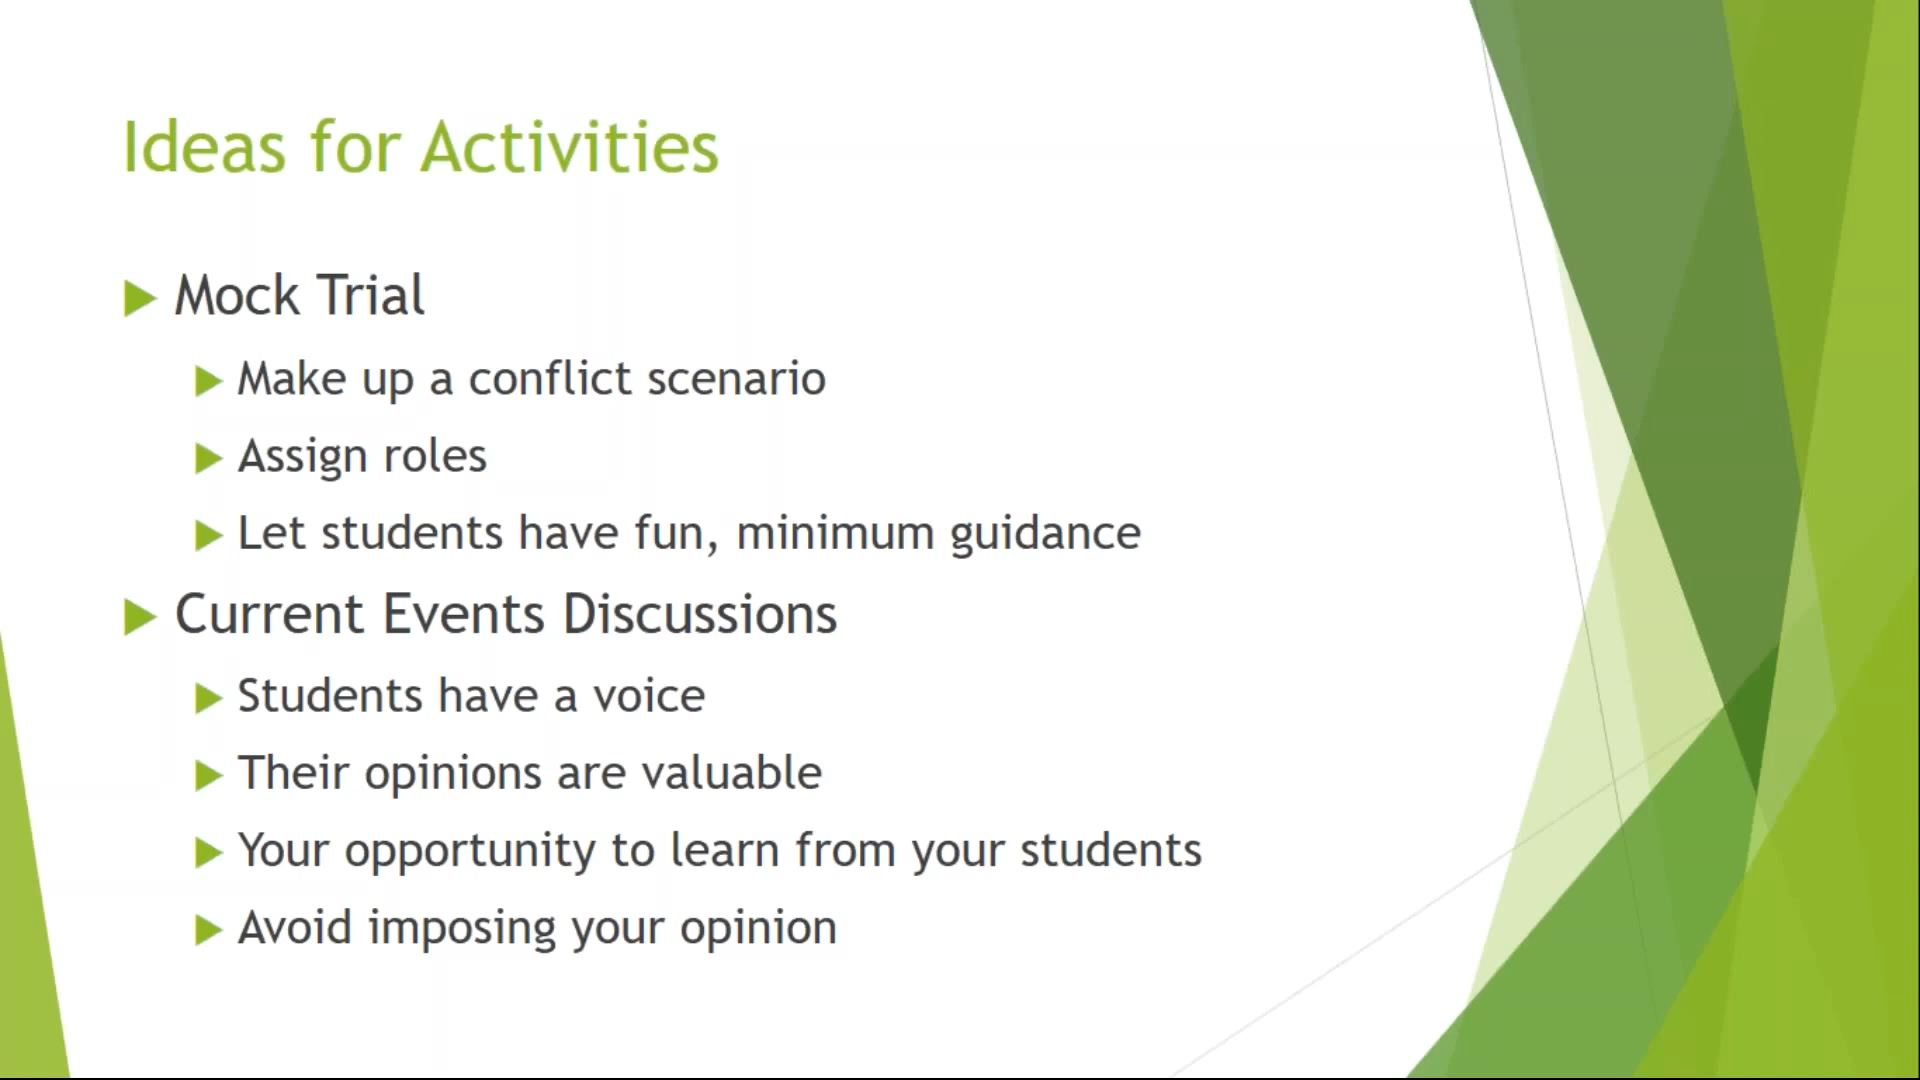 Ideas for Activities
Mock Trial
Make up a conflict scenario
Assign roles
Let students have fun, minimum guidance
Current Events Discussions
Students have a voice
Their opinions are valuable
Your opportunity to learn from your students
Avoid imposing your opinion